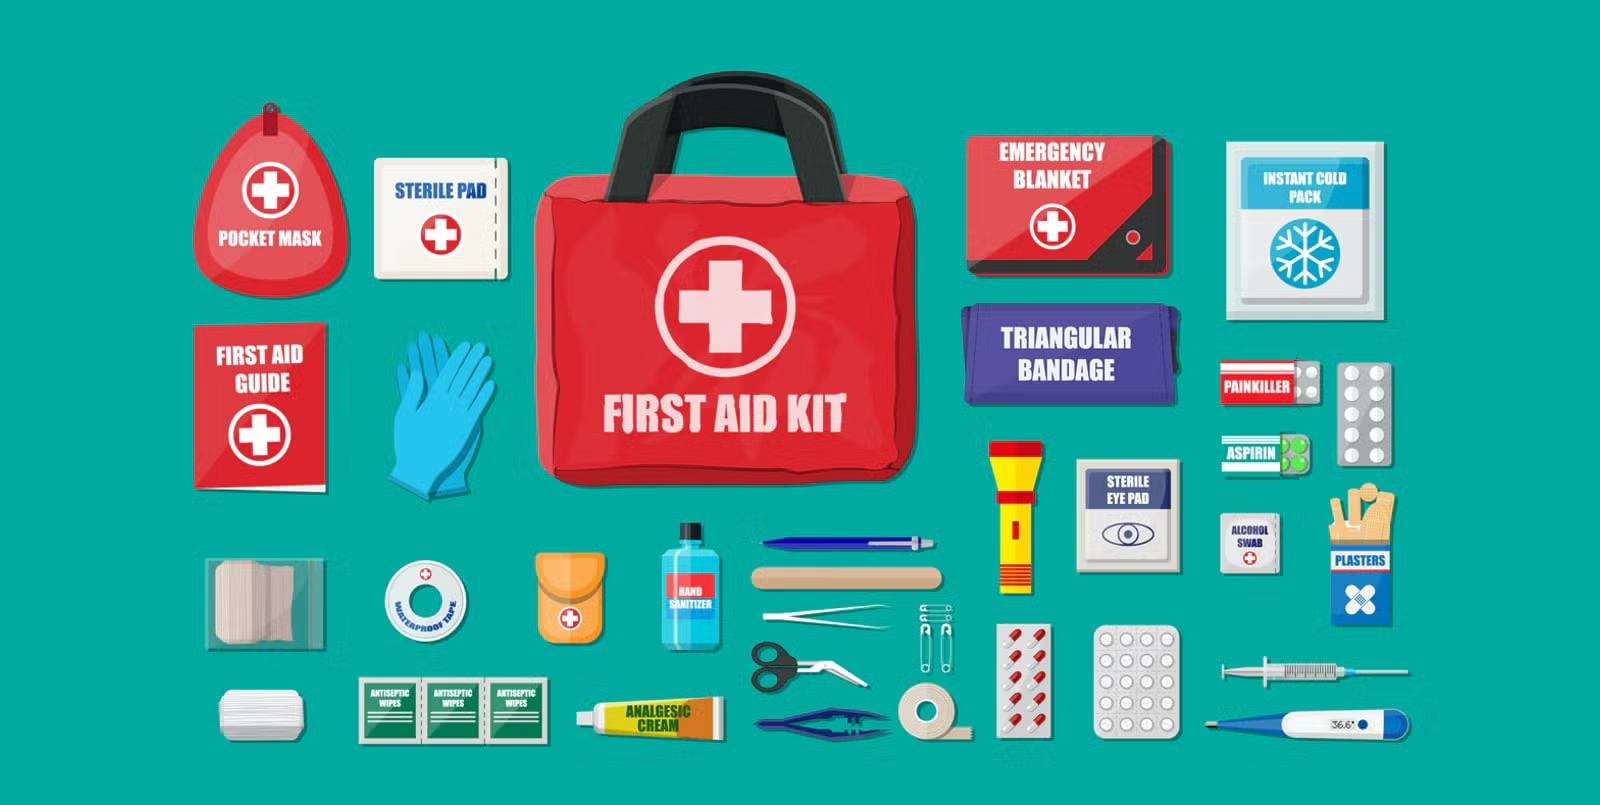 POCKET MASK
STERILE PAD
FIRST AID KIT
EMERGENCY
BLANKET
INSTANT COLD
PACK
FIRST AID
GUIDE
TRIANGULAR
BANDAGE
PAINKILLER
ASPIRIN
STERILE
EYE PAD
ALCOHOL
SWAB
PLASTERS
WATERPROOF TAPE
HAND
SANITIZER
ANTISEPTIC
WIPES
ANTISEPTIC
WIPES
ANTISEPTIC
WIPES
ANALGESIC
CREAM
36.6°